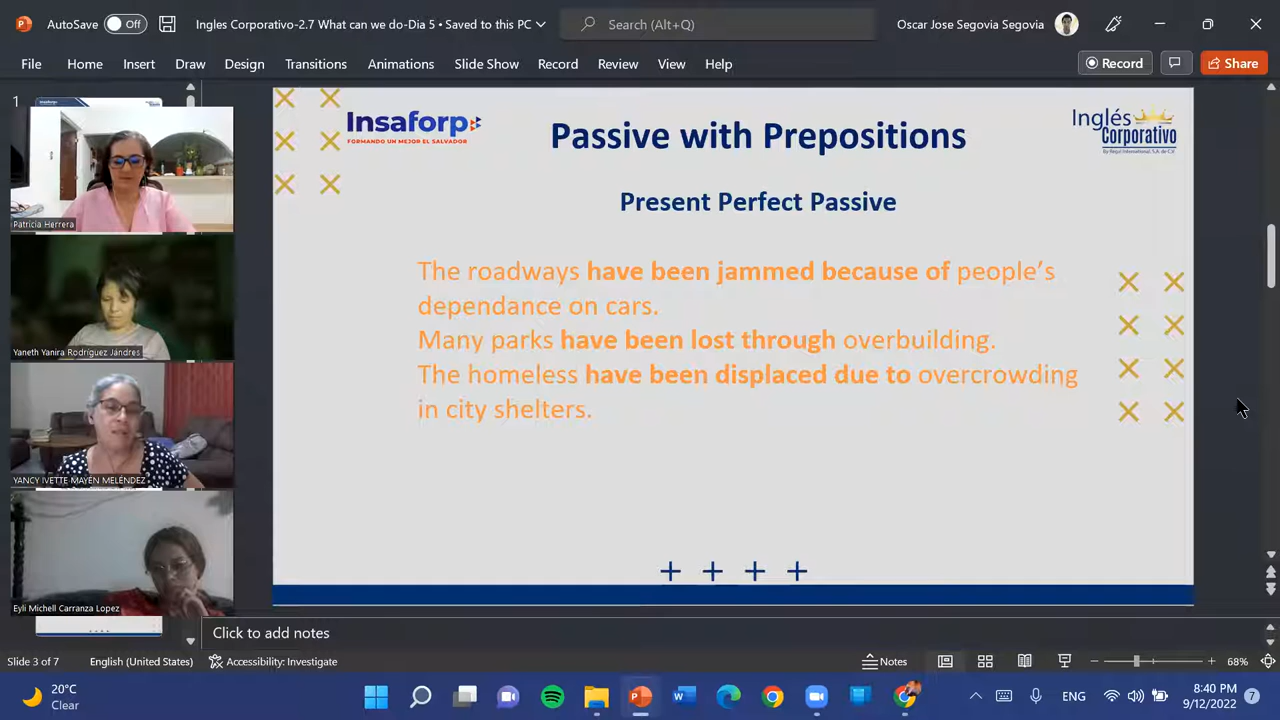 AutoSave Off Ingles Corporativo-2.7 What can we do-Dia 5 • Saved to this PC Search (Alt+Q) Oscar Jose Segovia Segovia
File Home Insert Draw Design Transitions Animations Slide Show Record Review View Help Record Share
1
Insaforp
FORMANDO UN MEJOR EL SALVADOR
Inglés
Corporativo
Passive with Prepositions
Present Perfect Passive
The roadways have been jammed because of people's
dependance on cars.
Many parks have been lost through overbuilding.
The homeless have been displaced due to overcrowding
in city shelters.
Patricia Herrera
Yaneth Yanira Rodríguez Jándres
YANCY IVETTE MAYÉN MELÉNDEZ
Eyli Michell Carranza Lopez
Click to add notes
Slide 3 of 7 English (United States) Accessibility: Investigate Notes 68%
20°C
Clear
ENG
8:40 PM
9/12/2022
7